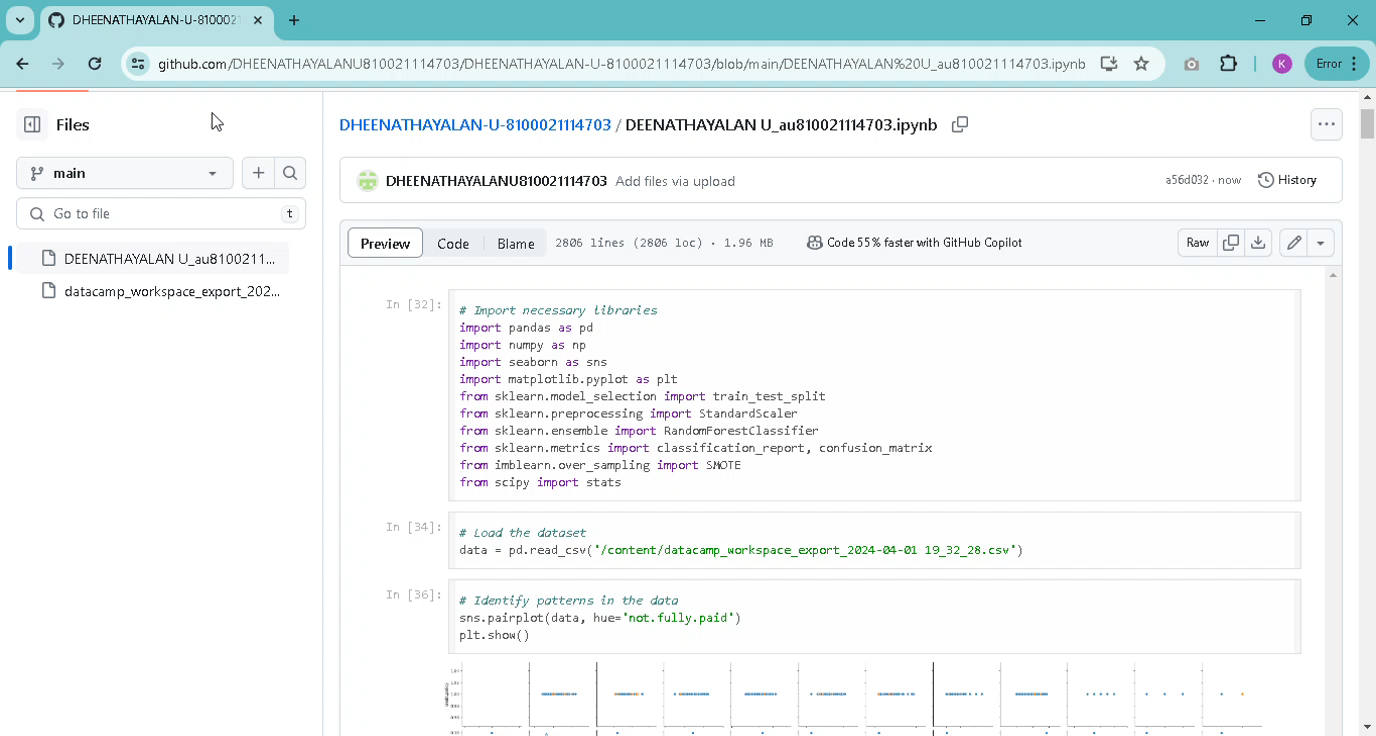 DHEENATHAYALAN-U-8100021
github.com/DHEENATHAYALANU810021114703/DHEENATHAYALAN-U-8100021114703/blob/main/DEENATHAYALAN%20U_au810021114703.ipynb
K
Error
Files
main
Go to file
t
DEENATHAYALAN U_au8100211...
datacamp_workspace_export_202...
DHEENATHAYALAN-U-8100021114703 / DEENATHAYALAN U_au810021114703.ipynb
DHEENATHAYALANU810021114703 Add files via upload
a56d032 · now
History
Preview
Code
Blame
2806 lines (2806 loc) · 1.96 MB
Code 55% faster with GitHub Copilot
Raw
In [32]:
# Import necessary libraries
import pandas as pd
import numpy as np
import seaborn as sns
import matplotlib.pyplot as plt
from sklearn.model_selection import train_test_split
from sklearn.preprocessing import StandardScaler
from sklearn.ensemble import RandomForestClassifier
from sklearn.metrics import classification_report, confusion_matrix
from imblearn.over_sampling import SMOTE
from scipy import stats
In [34]:
# Load the dataset
data = pd.read_csv('/content/datacamp_workspace_export_2024-04-01 19_32_28.csv')
In [36]:
# Identify patterns in the data
sns.pairplot(data, hue='not.fully.paid')
plt.show()